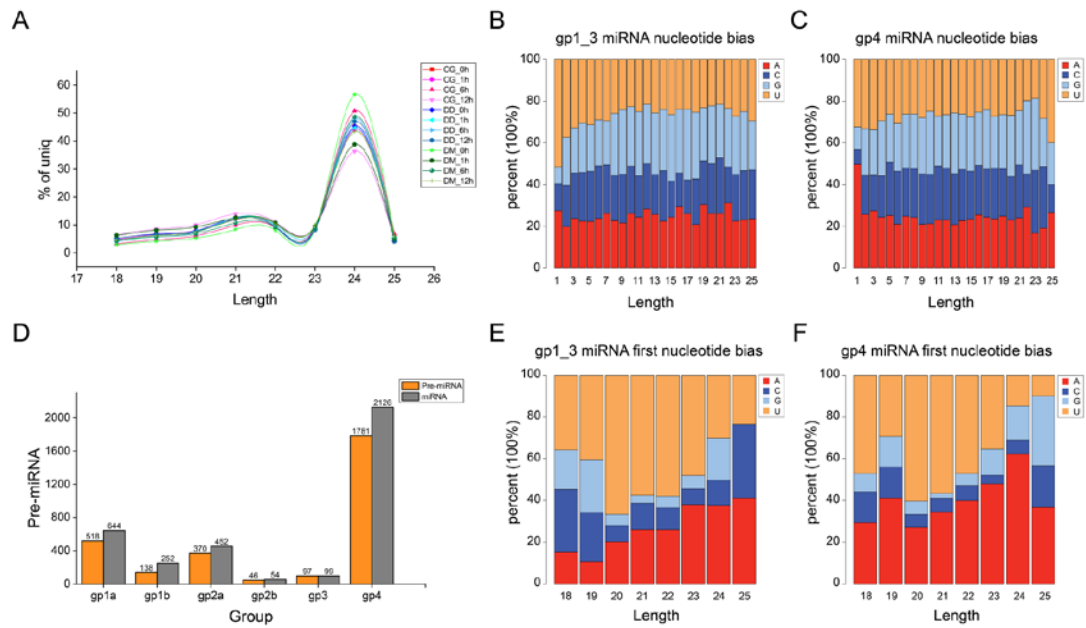 A
% of uniq
60
50
40
30
20
10
0
17 18 19 20 21 22 23 24 25 26
Length
CG_0h
CG_1h
CG_6h
CG_12h
DD_0h
DD_1h
DD_6h
DD_12h
DM_0h
DM_1h
DM_6h
DM_12h
B
gp1_3 miRNA nucleotide bias
percent (100%)
100
80
60
40
20
0
1 3 5 7 9 11 13 15 17 19 21 23 25
Length
A
C
G
U
C
gp4 miRNA nucleotide bias
percent (100%)
100
80
60
40
20
0
1 3 5 7 9 11 13 15 17 19 21 23 25
Length
A
C
G
U
D
Pre-miRNA
2000
1600
1200
800
400
0
Pre-miRNA
miRNA
518 644 138 252 370 452 46 54 97 99 1781 2126
gp1a gp1b gp2a gp2b gp3 gp4
Group
E
gp1_3 miRNA first nucleotide bias
percent (100%)
100
80
60
40
20
0
18 19 20 21 22 23 24 25
Length
A
C
G
U
F
gp4 miRNA first nucleotide bias
percent (100%)
100
80
60
40
20
0
18 19 20 21 22 23 24 25
Length
A
C
G
U